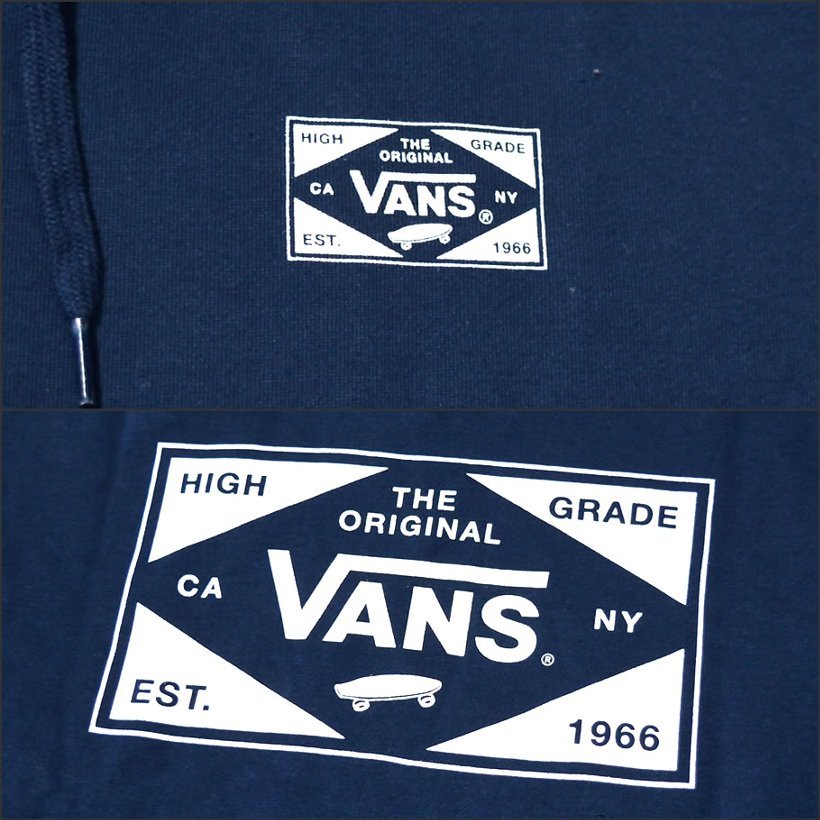 HIGH GRADE
THE
ORIGINAL
CA NY
VANS®
EST. 1966
HIGH GRADE
THE
ORIGINAL
CA NY
VANS®
EST. 1966